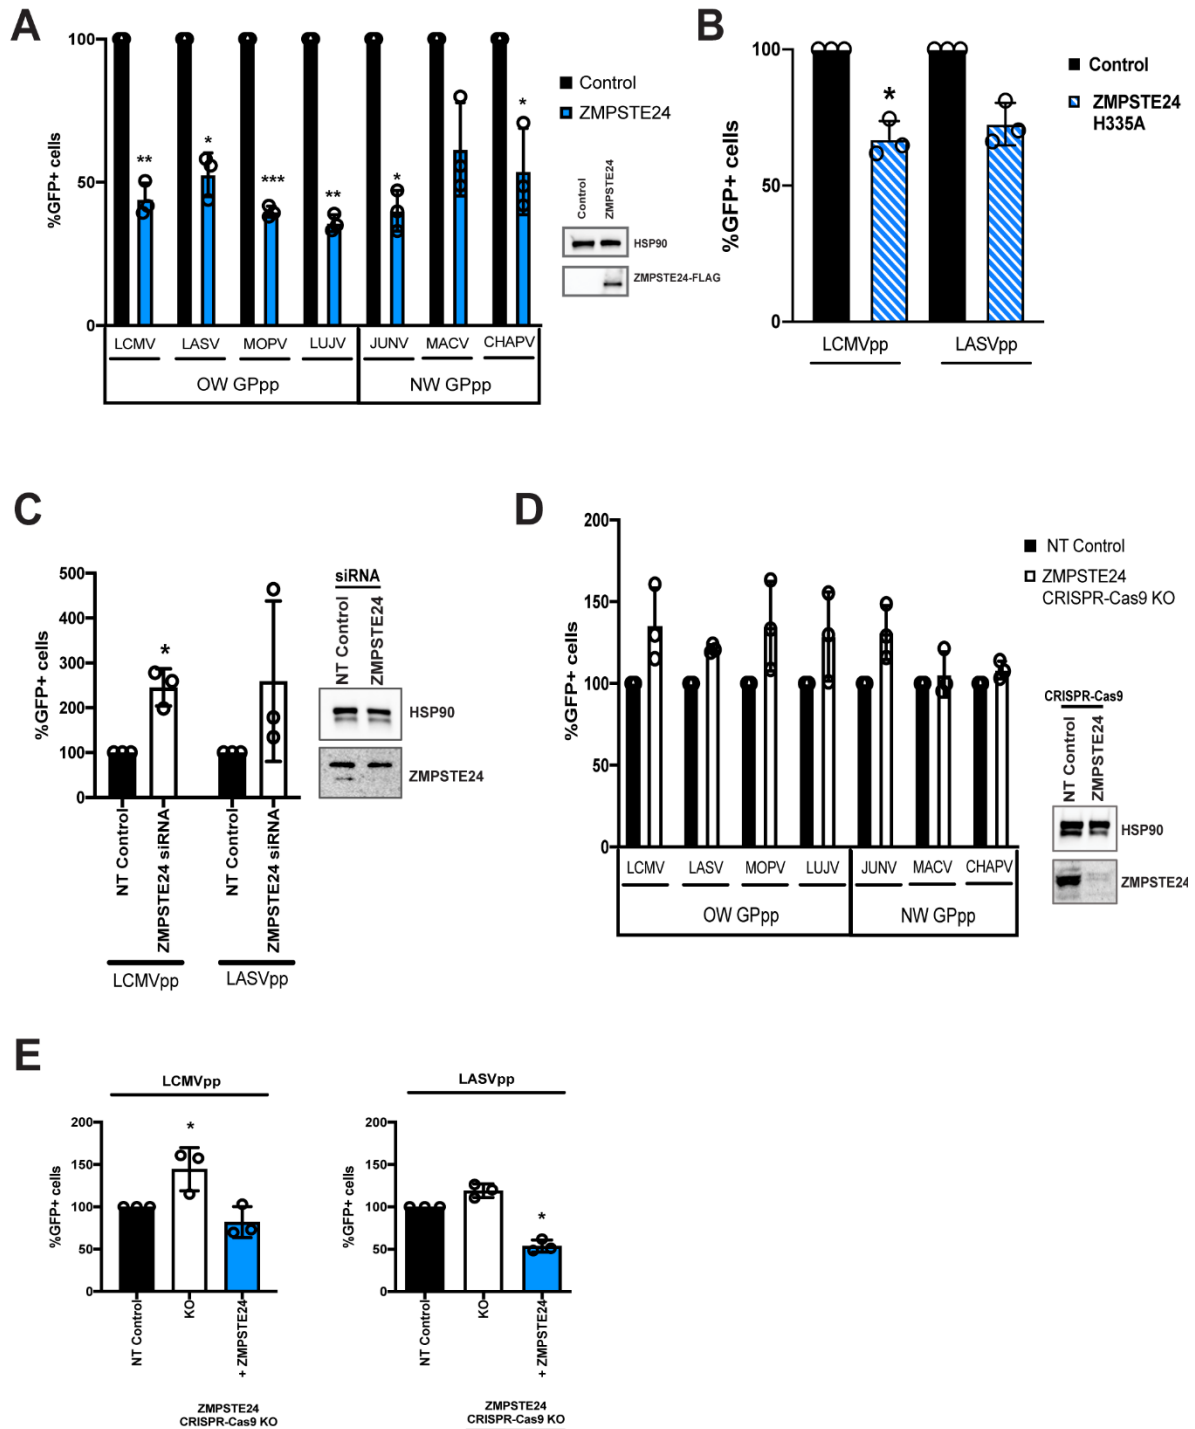 A
100
50
0
%GFP+ cells
**
*
***
**
*
*
LCMV
LASV
MOPV
LUJV
JUNV
MACV
CHAPV
OW GPpp
NW GPpp
Control
ZMPSTE24
Control
ZMPSTE24
HSP90
ZMPSTE24-FLAG
B
100
50
0
%GFP+ cells
*
LCMVpp
LASVpp
Control
ZMPSTE24
H335A
C
500
400
300
200
100
0
%GFP+ cells
*
NT Control
ZMPSTE24 siRNA
NT Control
ZMPSTE24 siRNA
LCMVpp
LASVpp
siRNA
NT Control
ZMPSTE24
HSP90
ZMPSTE24
D
200
150
100
50
0
%GFP+ cells
LCMV
LASV
MOPV
LUJV
JUNV
MACV
CHAPV
OW GPpp
NW GPpp
NT Control
ZMPSTE24
CRISPR-Cas9 KO
CRISPR-Cas9
NT Control
ZMPSTE24
HSP90
ZMPSTE24
E
LCMVpp
200
150
100
50
0
%GFP+ cells
*
NT Control
KO
+ ZMPSTE24
ZMPSTE24
CRISPR-Cas9 KO
LASVpp
200
150
100
50
0
%GFP+ cells
*
NT Control
KO
+ ZMPSTE24
ZMPSTE24
CRISPR-Cas9 KO